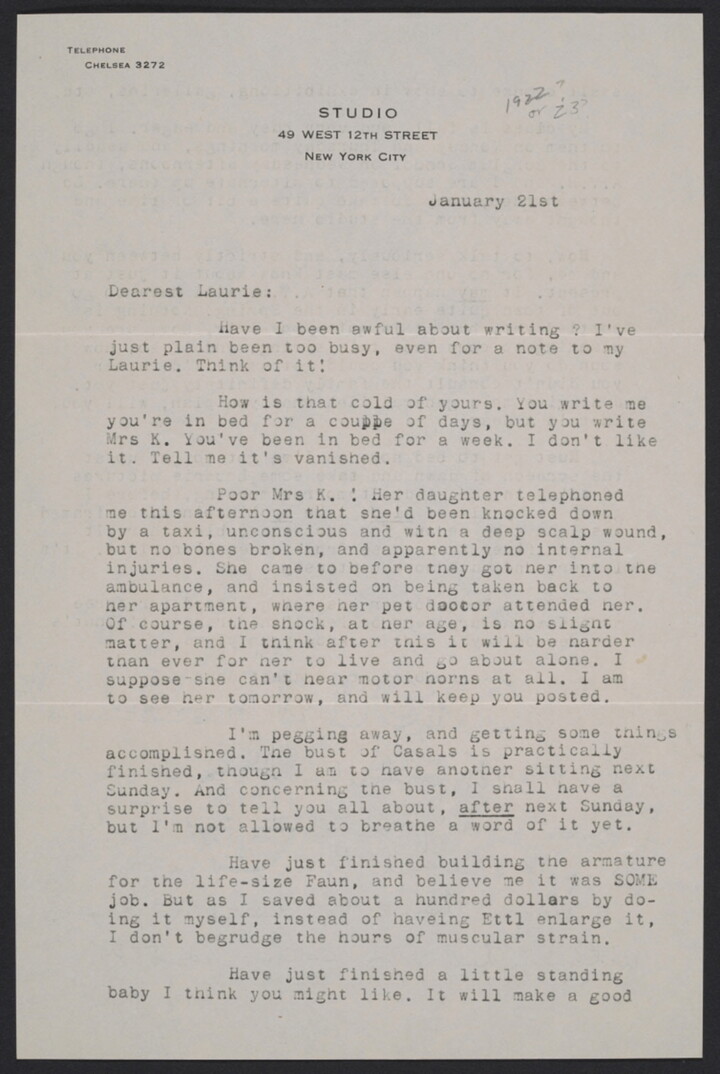 TELEPHONE
CHELSEA 3272
1922?
or 23?
STUDIO
49 WEST 12TH STREET
NEW YORK CITY
January 21st
Dearest Laurie:
Have I been awful about writing ? I've
just plain been too busy, even for a note to my
Laurie. Think of it!
How is that cold of yours. You write me
you're in bed for a couple of days, but you write
Mrs K. You've been in bed for a week. I don't like
it. Tell me it's vanished.
Poor Mrs K. ! Her daughter telephoned
me this afternoon that she'd been knocked down
by a taxi, unconscious and with a deep scalp wound,
but no bones broken, and apparently no internal
injuries. She came to before they got her into the
ambulance, and insisted on being taken back to
her apartment, where her pet doctor attended her.
Of course, the shock, at her age, is no slight
matter, and I think after this it will be harder
than ever for her to live and go about alone. I
suppose she can't hear motor horns at all. I am
to see her tomorrow, and will keep you posted.
I'm pegging away, and getting some things
accomplished. The bust of Casals is practically
finished, though I am to have another sitting next
Sunday. And concerning the bust, I shall have a
surprise to tell you all about, after next Sunday,
but I'm not allowed to breathe a word of it yet.
Have just finished building the armature
for the life-size Faun, and believe me it was SOME
job. But as I saved about a hundred dollars by do-
ing it myself, instead of haveing Ettl enlarge it,
I don't begrudge the hours of muscular strain.
Have just finished a little standing
baby I think you might like. It will make a good